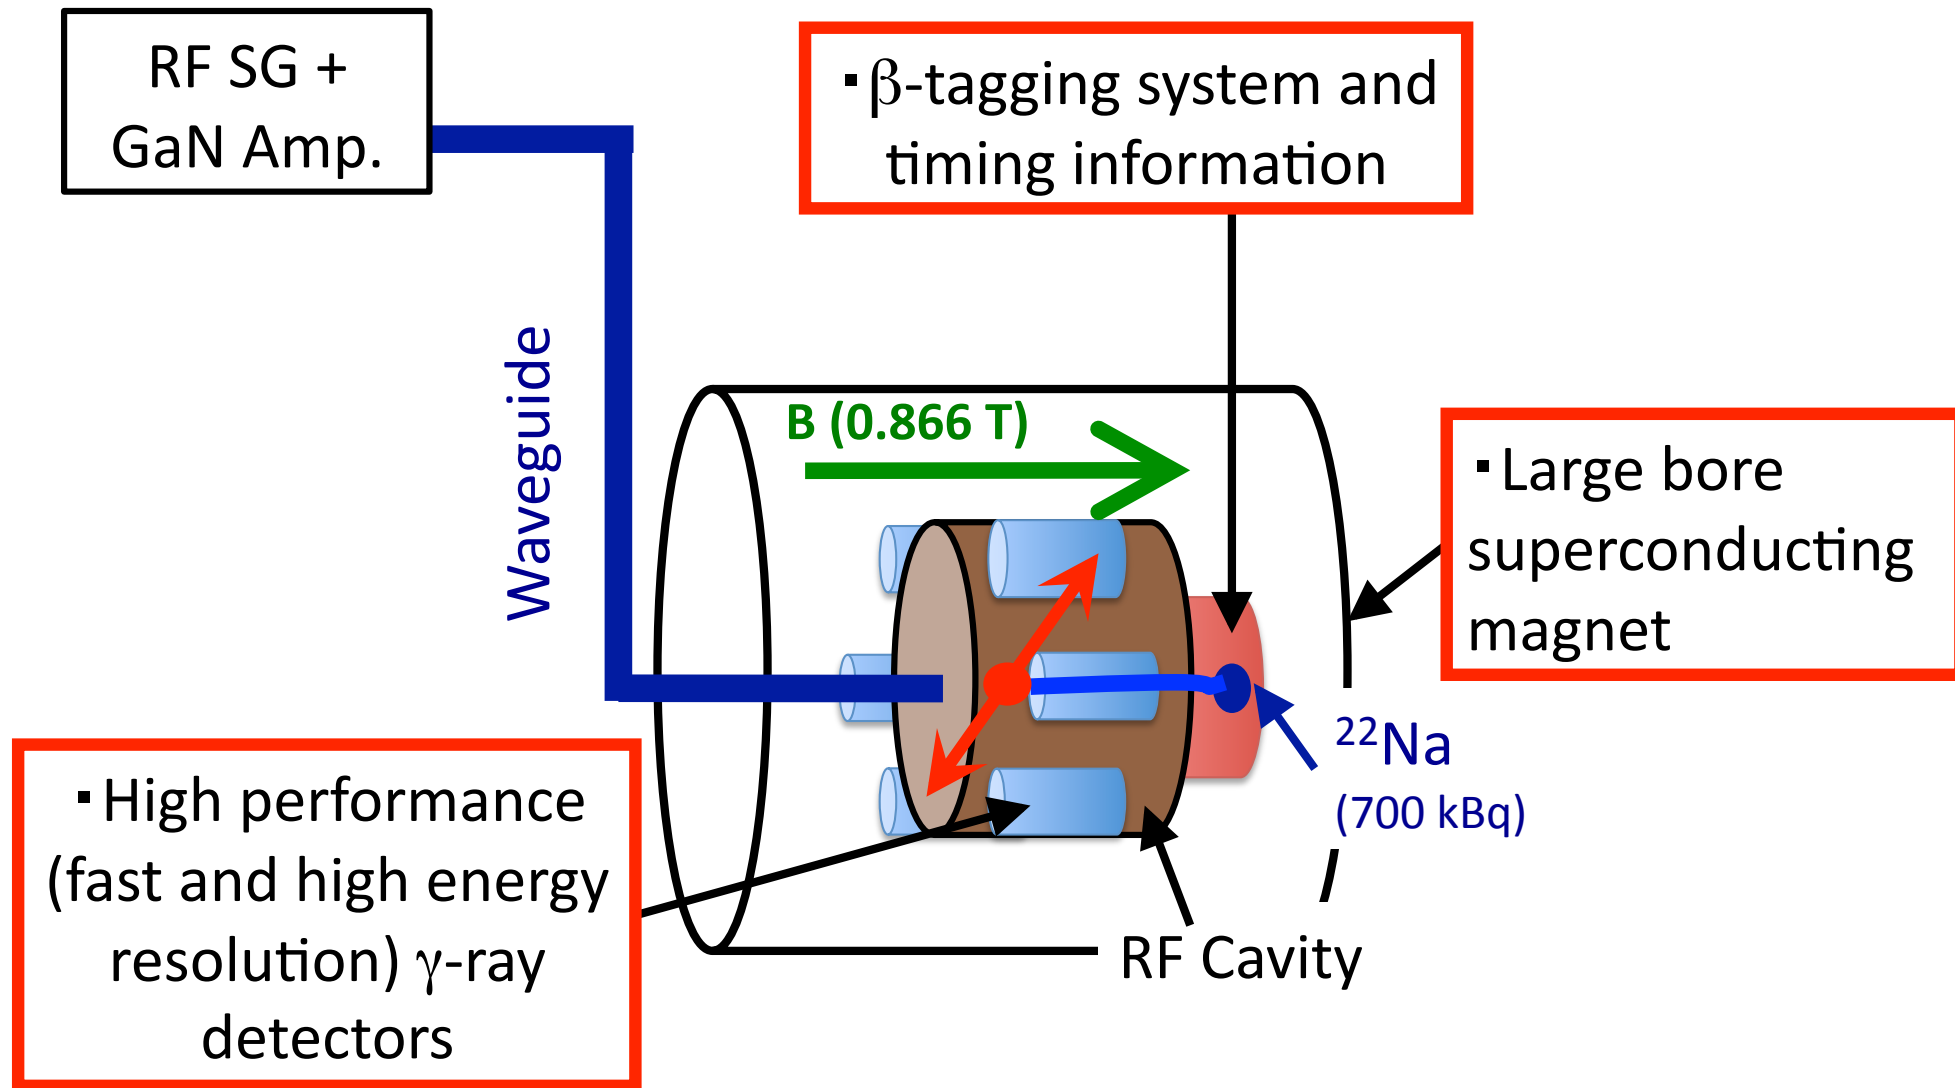 RF SG +
GaN Amp.
▪β-tagging system and
timing information
Waveguide
B (0.866 T)
▪Large bore
superconducting
magnet
²²Na
(700 kBq)
▪High performance
(fast and high energy
resolution) γ-ray
detectors
RF Cavity